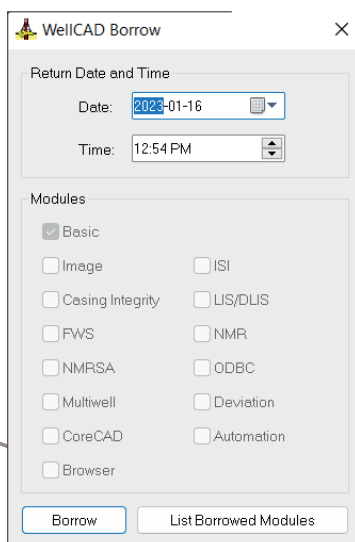 WellCAD Borrow
Return Date and Time
Date: 2023-01-16
Time: 12:54 PM
Modules
Basic
Image ISI
Casing Integrity LIS/DLIS
FWS NMR
NMRSA ODBC
Multiwell Deviation
CoreCAD Automation
Browser
Borrow List Borrowed Modules